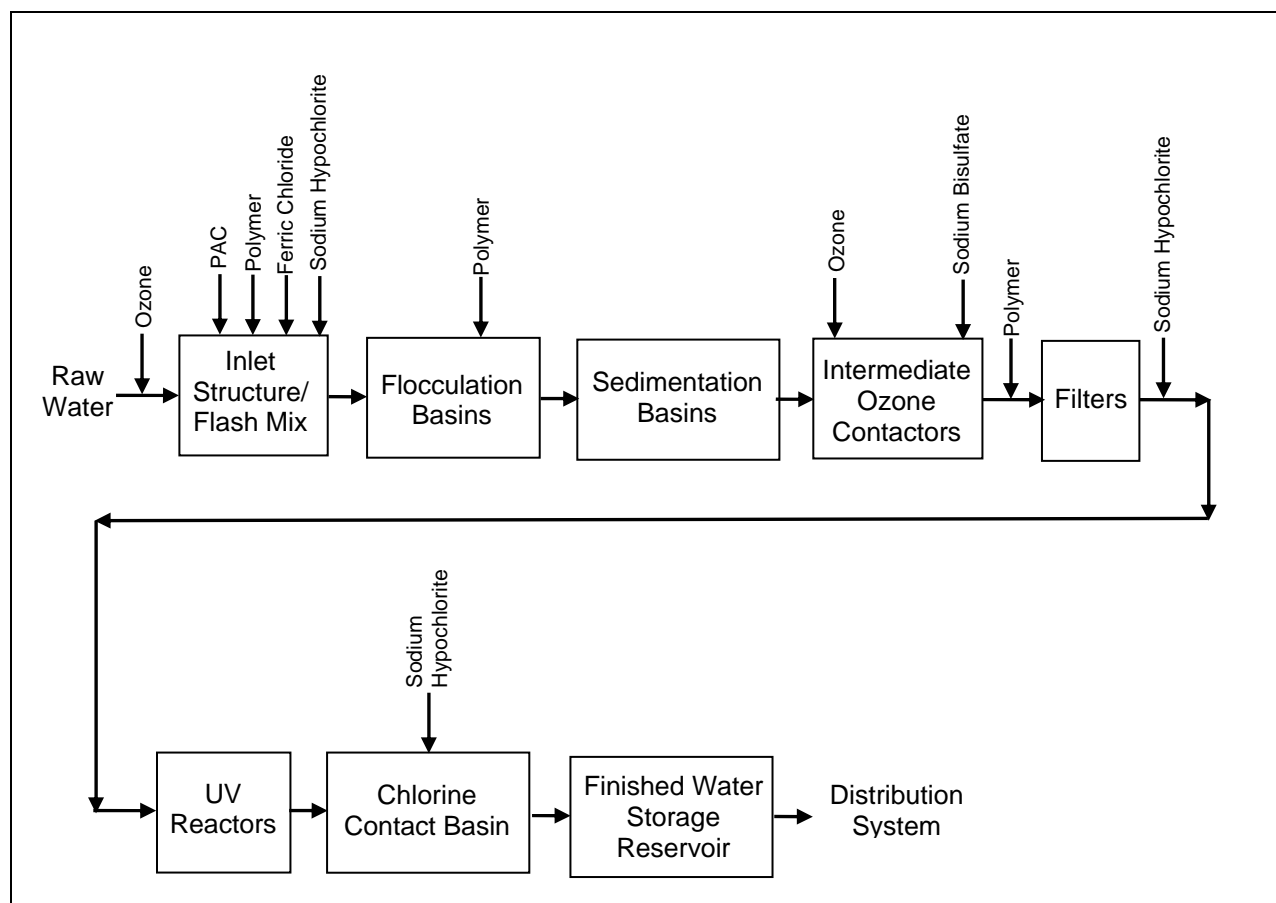 Ozone
PAC
Polymer
Ferric Chloride
Sodium Hypochlorite
Polymer
Ozone
Sodium Bisulfate
Polymer
Sodium Hypochlorite
Raw
Water
Inlet
Structure/
Flash Mix
Flocculation
Basins
Sedimentation
Basins
Intermediate
Ozone
Contactors
Filters
Sodium
Hypochlorite
UV
Reactors
Chlorine
Contact Basin
Finished Water
Storage
Reservoir
Distribution
System